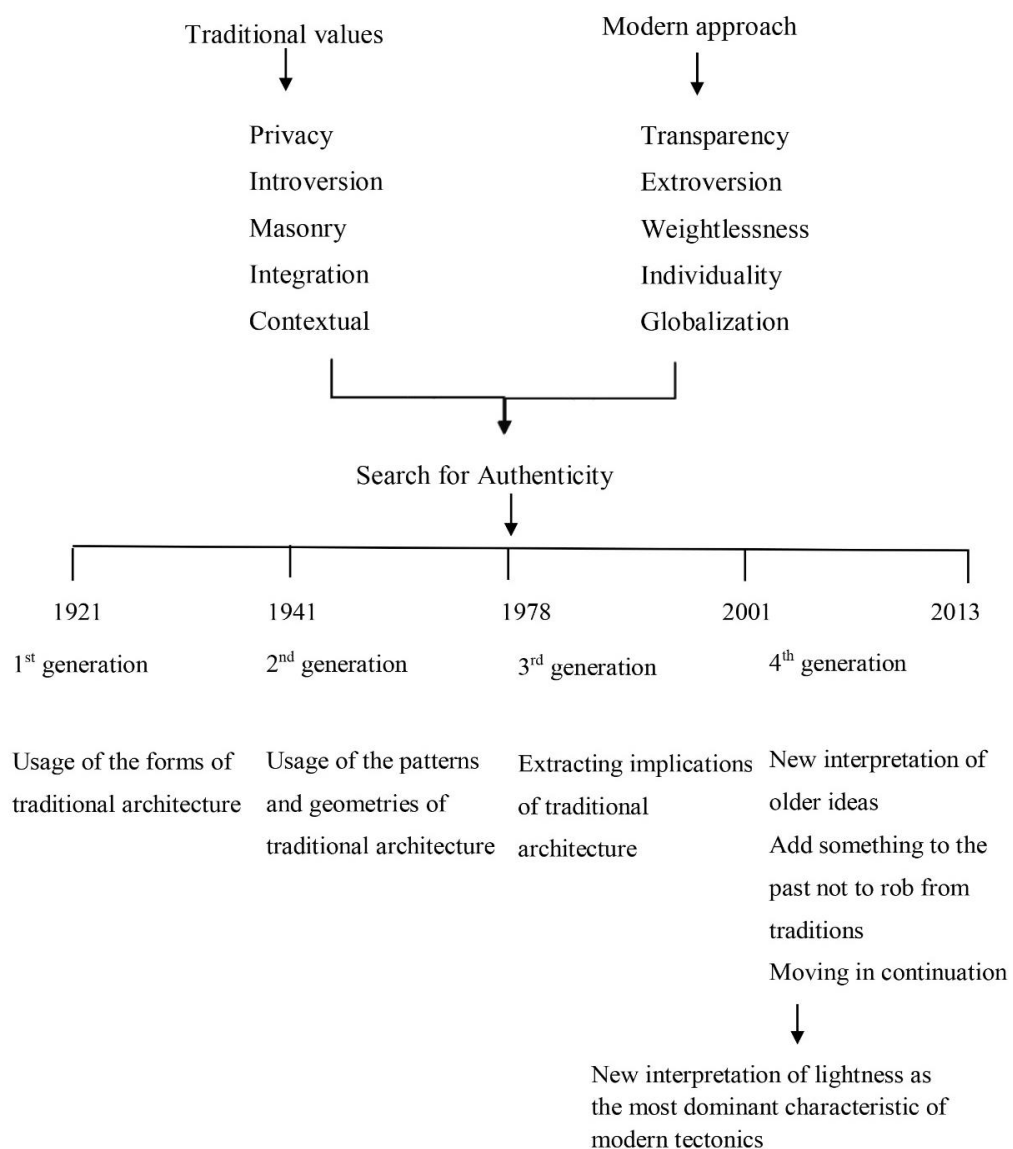 Traditional values
Modern approach
Privacy
Introversion
Masonry
Integration
Contextual
Transparency
Extroversion
Weightlessness
Individuality
Globalization
Search for Authenticity
1921
1941
1978
2001
2013
1st generation
2nd generation
3rd generation
4th generation
Usage of the forms of
traditional architecture
Usage of the patterns
and geometries of
traditional architecture
Extracting implications
of traditional
architecture
New interpretation of
older ideas
Add something to the
past not to rob from
traditions
Moving in continuation
New interpretation of lightness as
the most dominant characteristic of
modern tectonics